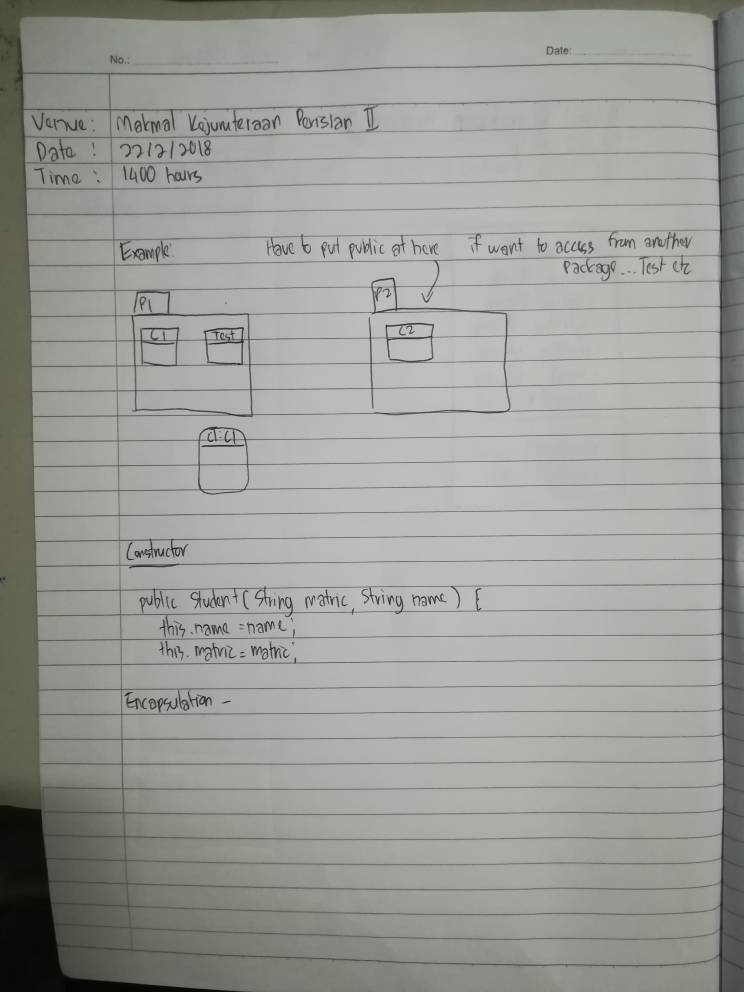 No.:
Date:
Venue: Makmal Kejuruteraan Perisian II
Date : 22/2/2018
Time : 1400 hours
Example: Have to put public at here if want to access from another
package... Test etc
P1
P2
C1 Test
C2
C1:C1
Constructor
public Student (String matric, String name) {
this.name = name;
this.matric = matric;
Encapsulation -